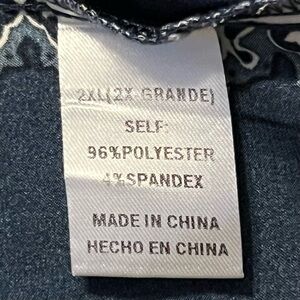 2XL(2X-GRANDE)
SELF:
96%POLYESTER
4%SPANDEX
MADE IN CHINA
HECHO EN CHINA